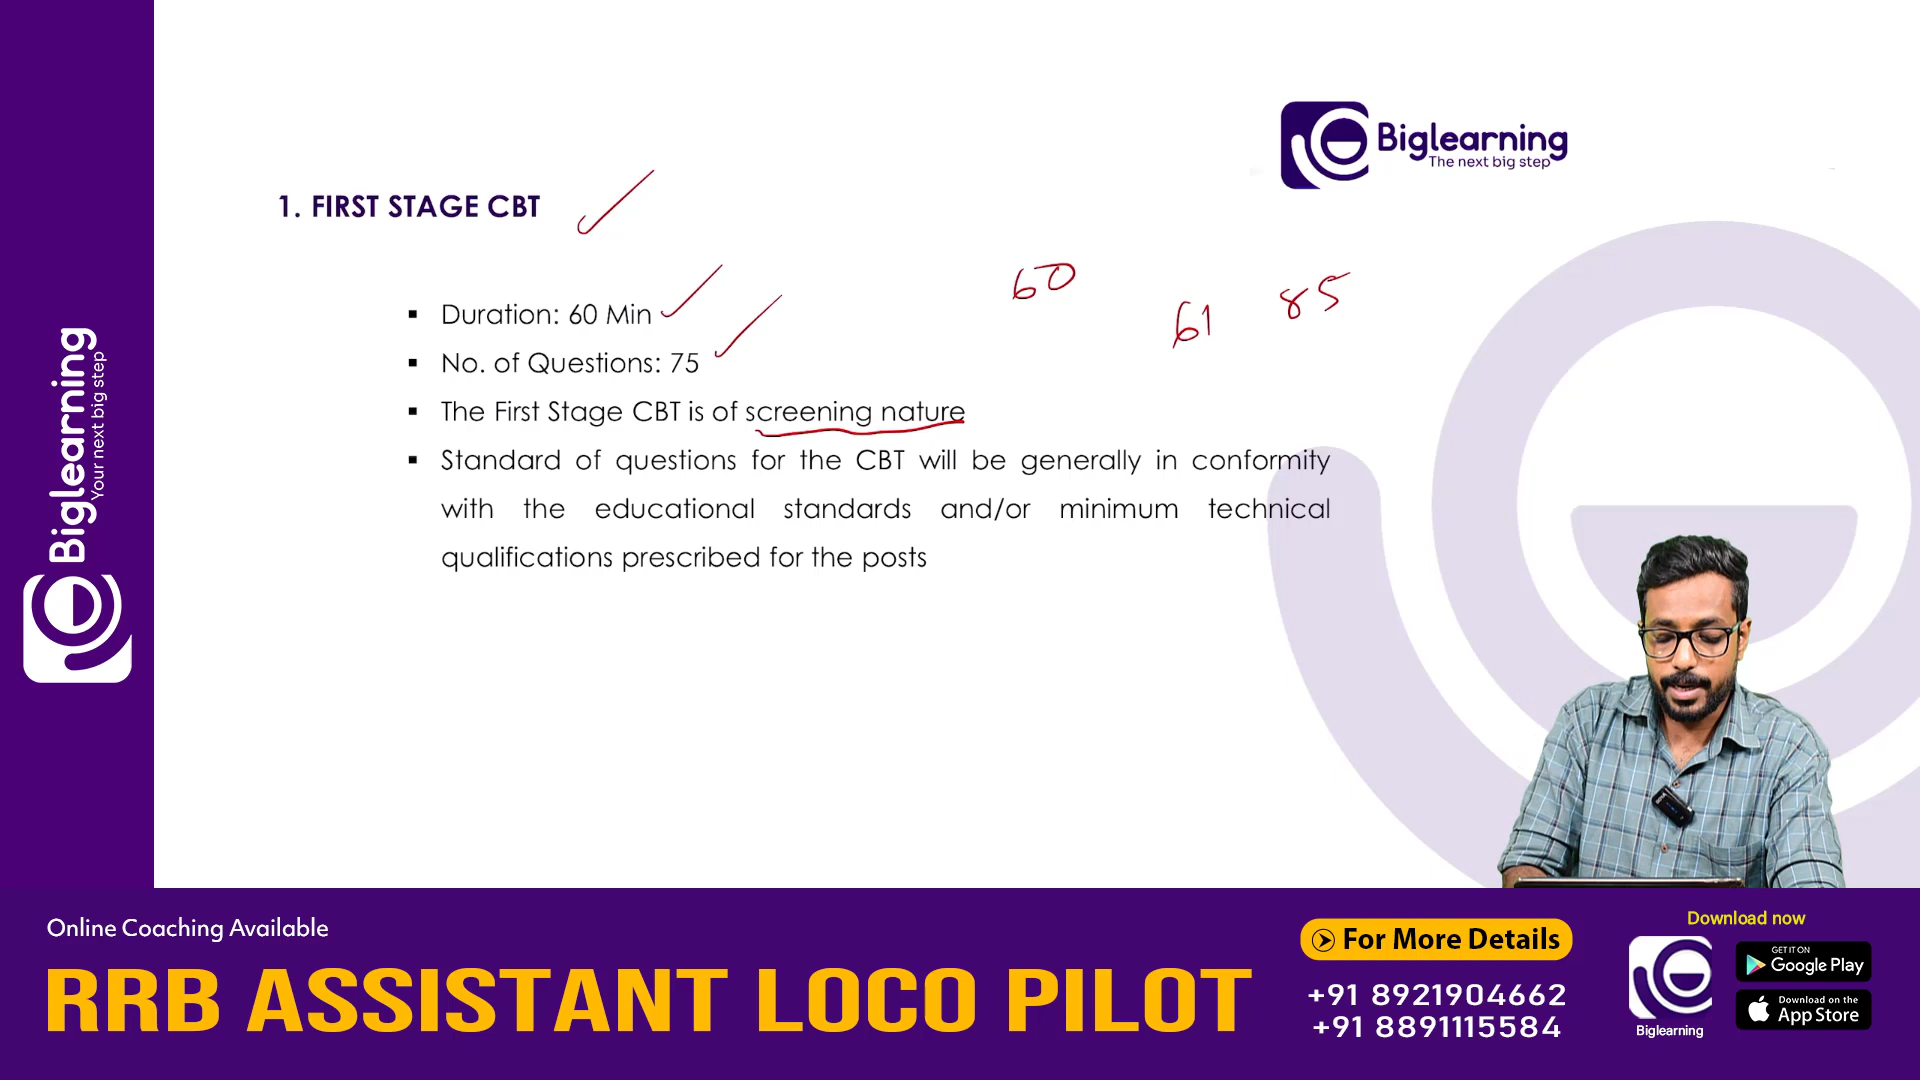 Biglearning
The next big step
1. FIRST STAGE CBT
60
61 85
▪ Duration: 60 Min
▪ No. of Questions: 75
▪ The First Stage CBT is of screening nature
▪ Standard of questions for the CBT will be generally in conformity
with the educational standards and/or minimum technical
qualifications prescribed for the posts
Biglearning
Your next big step
Online Coaching Available
RRB ASSISTANT LOCO PILOT
For More Details
+91 8921904662
+91 8891115584
Download now
Biglearning
GET IT ON
Google Play
Download on the
App Store